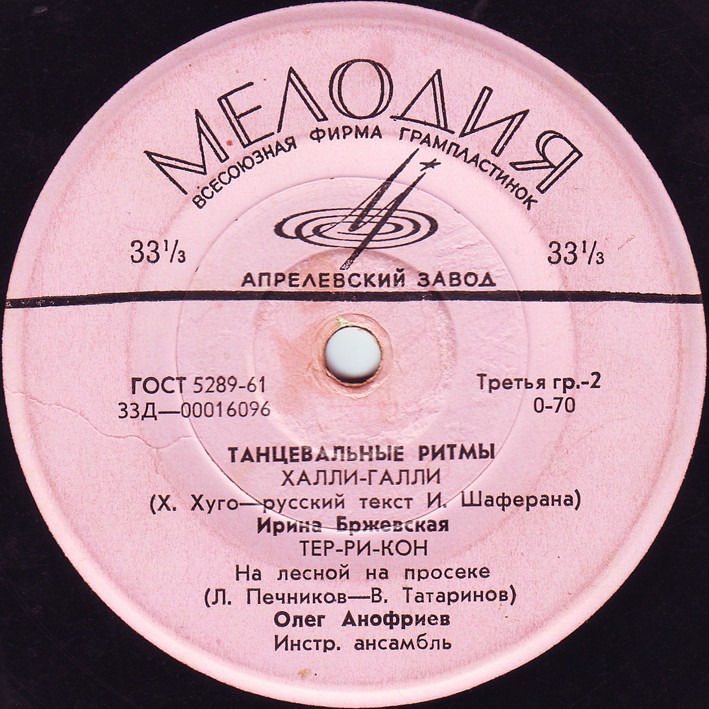 МЕЛОДИЯ
ВСЕСОЮЗНАЯ ФИРМА ГРАМПЛАСТИНОК
33⅓ 33⅓
АПРЕЛЕВСКИЙ ЗАВОД
ГОСТ 5289-61 Третья гр.-2
33Д—00016096 0-70
ТАНЦЕВАЛЬНЫЕ РИТМЫ
ХАЛЛИ-ГАЛЛИ
(Х. Хуго—русский текст И. Шаферана)
Ирина Бржевская
ТЕР-РИ-КОН
На лесной на просеке
(Л. Печников—В. Татаринов)
Олег Анофриев
Инстр. ансамбль